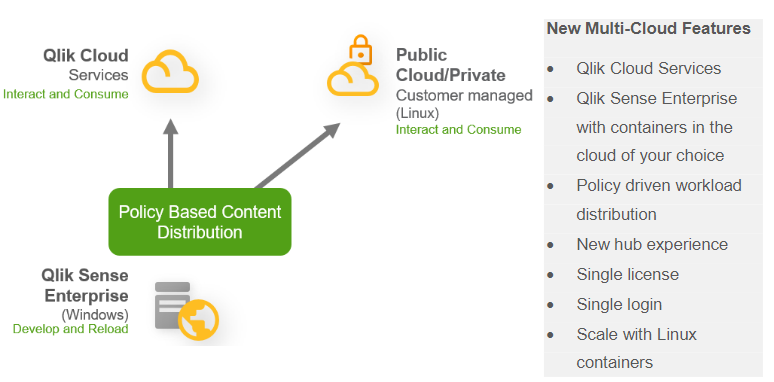 Qlik Cloud
Services
Interact and Consume
Public
Cloud/Private
Customer managed
(Linux)
Interact and Consume
Policy Based Content
Distribution
Qlik Sense
Enterprise
(Windows)
Develop and Reload
New Multi-Cloud Features
• Qlik Cloud Services
• Qlik Sense Enterprise
with containers in the
cloud of your choice
• Policy driven workload
distribution
• New hub experience
• Single license
• Single login
• Scale with Linux
containers